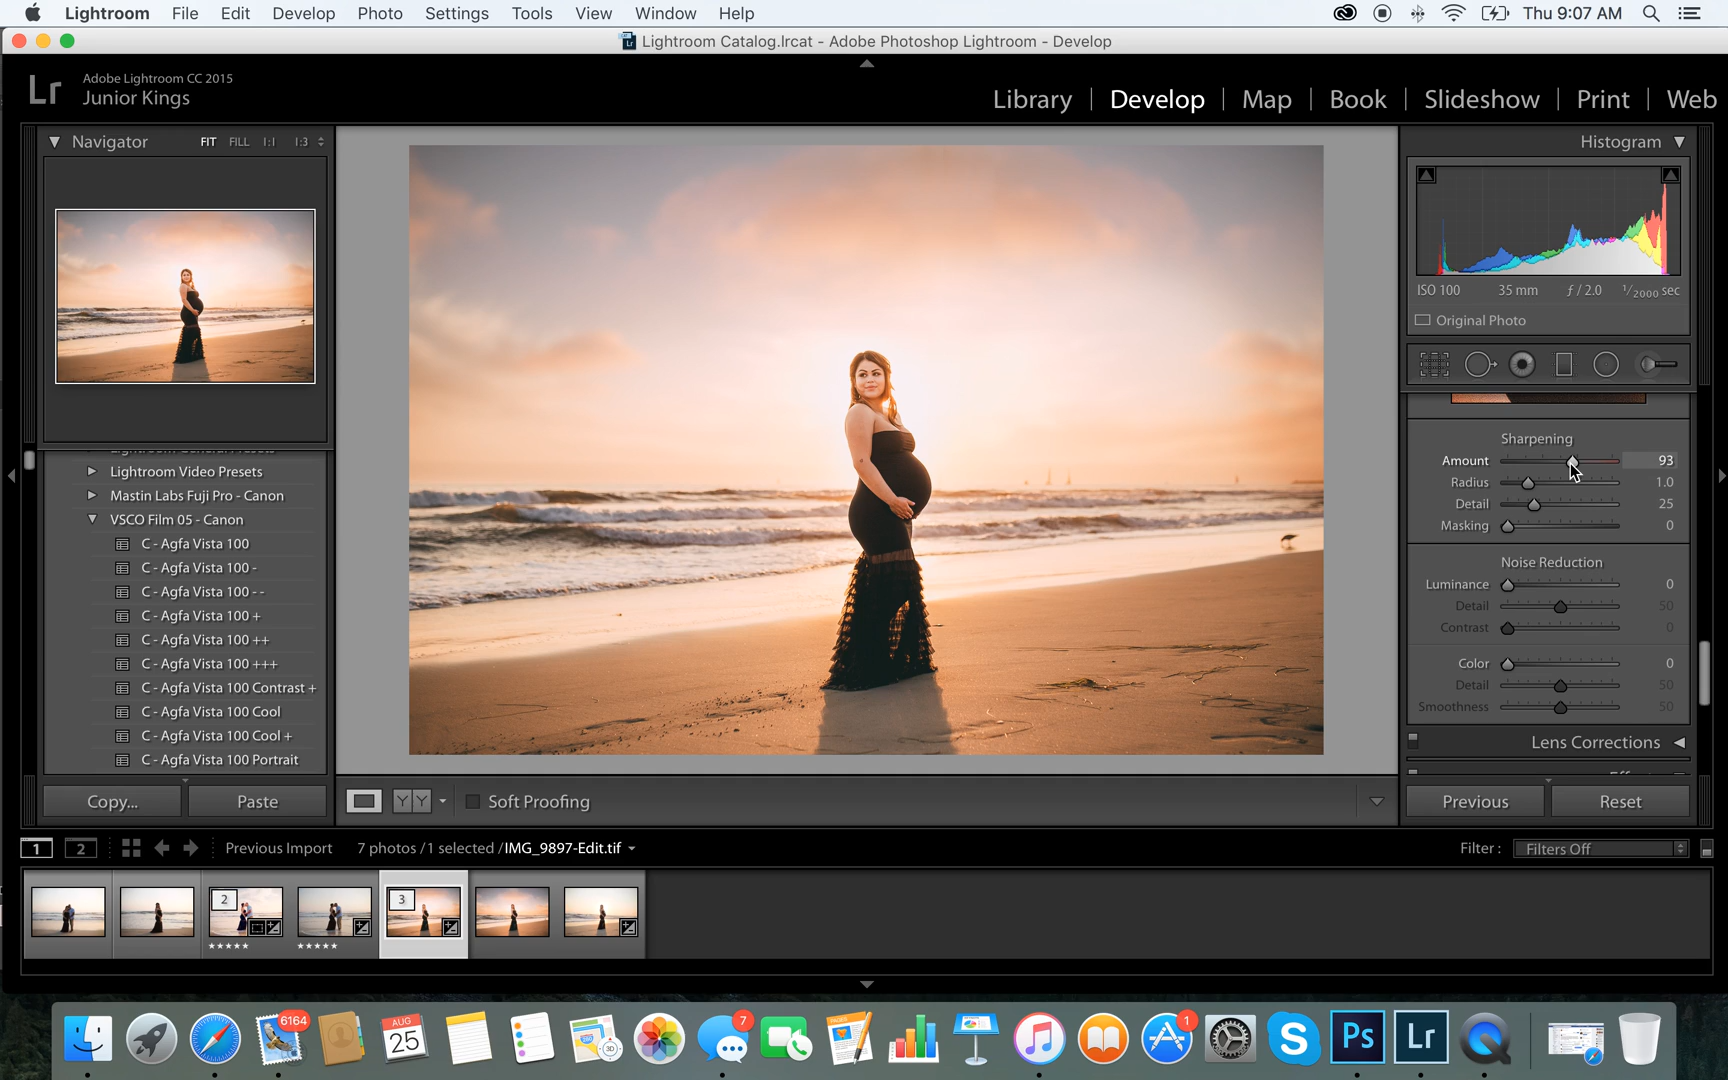 Lightroom File Edit Develop Photo Settings Tools View Window Help Thu 9:07 AM
Lightroom Catalog.lrcat - Adobe Photoshop Lightroom - Develop
Lr Adobe Lightroom CC 2015
Junior Kings
Library | Develop | Map | Book | Slideshow | Print | Web
Navigator FIT FILL 1:1 1:3
Lightroom Video Presets
Mastin Labs Fuji Pro - Canon
VSCO Film 05 - Canon
C - Agfa Vista 100
C - Agfa Vista 100 -
C - Agfa Vista 100 - -
C - Agfa Vista 100 +
C - Agfa Vista 100 ++
C - Agfa Vista 100 +++
C - Agfa Vista 100 Contrast +
C - Agfa Vista 100 Cool
C - Agfa Vista 100 Cool +
C - Agfa Vista 100 Portrait
Copy... Paste
Y Y Soft Proofing
Histogram
ISO 100 35 mm ƒ / 2.0 1/2000 sec
Original Photo
Sharpening
Amount 93
Radius 1.0
Detail 25
Masking 0
Noise Reduction
Luminance 0
Detail 50
Contrast 0
Color 0
Detail 50
Smoothness 50
Lens Corrections
Previous Reset
1 2 Previous Import 7 photos / 1 selected / IMG_9897-Edit.tif Filter : Filters Off
2 3
6164 AUG 25 3D 7 1 Ps Lr